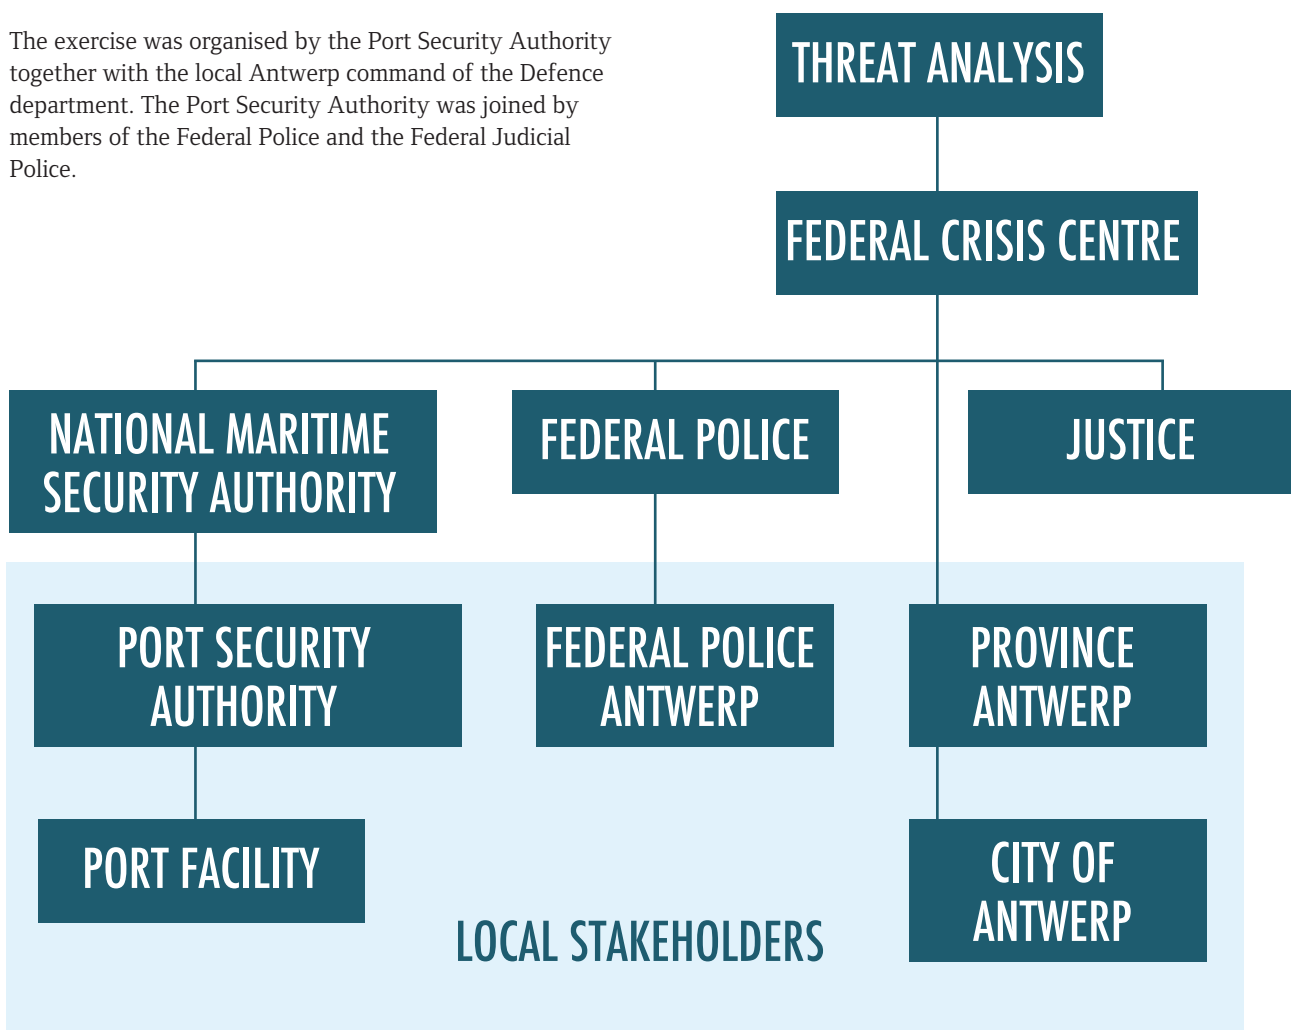 The exercise was organised by the Port Security Authority
together with the local Antwerp command of the Defence
department. The Port Security Authority was joined by
members of the Federal Police and the Federal Judicial
Police.
THREAT ANALYSIS
FEDERAL CRISIS CENTRE
NATIONAL MARITIME
SECURITY AUTHORITY
FEDERAL POLICE
JUSTICE
PORT SECURITY
AUTHORITY
FEDERAL POLICE
ANTWERP
PROVINCE
ANTWERP
PORT FACILITY
CITY OF
ANTWERP
LOCAL STAKEHOLDERS